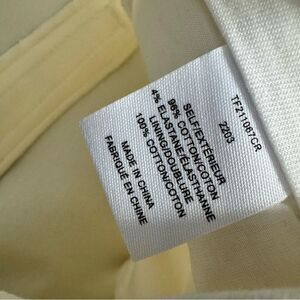 TF211067CR
2203
SELF/EXTÉRIEUR
96% COTTON/COTON
4% ELASTANE/ÉLASTHANNE
LINING/DOUBLURE
100% COTTON/COTON
MADE IN CHINA
FABRIQUÉ EN CHINE